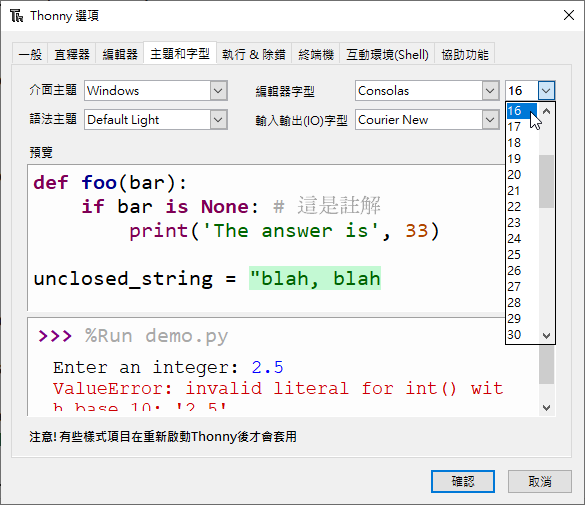 Thonny 選項
一般 直譯器 編輯器 主題和字型 執行 & 除錯 終端機 互動環境(Shell) 協助功能
介面主題 Windows 編輯器字型 Consolas 16
語法主題 Default Light 輸入輸出(IO)字型 Courier New
16
17
18
19
20
21
22
23
24
25
26
27
28
29
30
預覽
def foo(bar):
    if bar is None: # 這是註解
        print('The answer is', 33)
unclosed_string = "blah, blah
>>> %Run demo.py
Enter an integer: 2.5
ValueError: invalid literal for int() wit
h base 10: '2.5'
注意! 有些樣式項目在重新啟動Thonny後才會套用
確認 取消